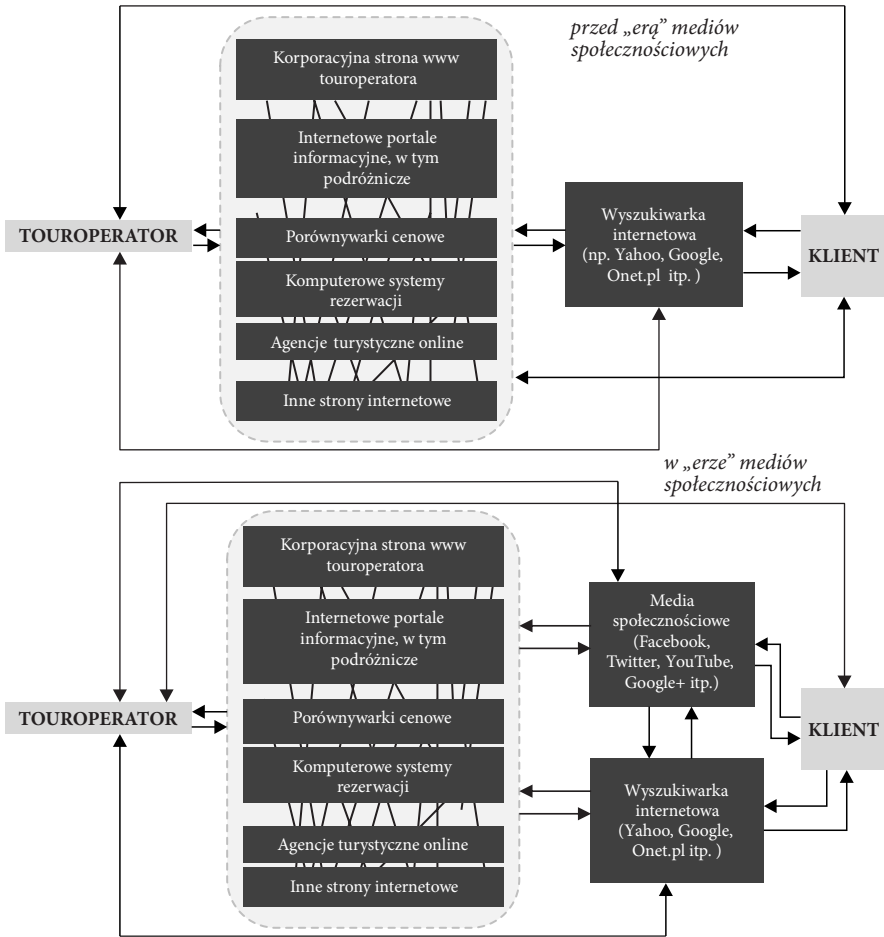 przed „erą” mediów
społecznościowych
Korporacyjna strona www
touroperatora
Internetowe portale
informacyjne, w tym
podróżnicze
Porównywarki cenowe
Komputerowe systemy
rezerwacji
Agencje turystyczne online
Inne strony internetowe
TOUROPERATOR
Wyszukiwarka
internetowa
(np. Yahoo, Google,
Onet.pl itp. )
KLIENT
w „erze” mediów
społecznościowych
Korporacyjna strona www
touroperatora
Internetowe portale
informacyjne, w tym
podróżnicze
Porównywarki cenowe
Komputerowe systemy
rezerwacji
Agencje turystyczne online
Inne strony internetowe
TOUROPERATOR
Media
społecznościowe
(Facebook,
Twitter, YouTube,
Google+ itp.)
KLIENT
Wyszukiwarka
internetowa
(Yahoo, Google,
Onet.pl itp. )